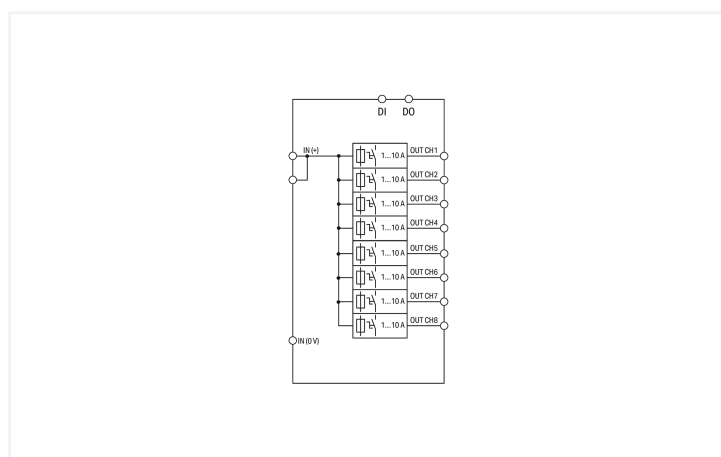 DI DO
IN (+) 1...10 A OUT CH1
1...10 A OUT CH2
1...10 A OUT CH3
1...10 A OUT CH4
1...10 A OUT CH5
1...10 A OUT CH6
1...10 A OUT CH7
1...10 A OUT CH8
IN (0 V)